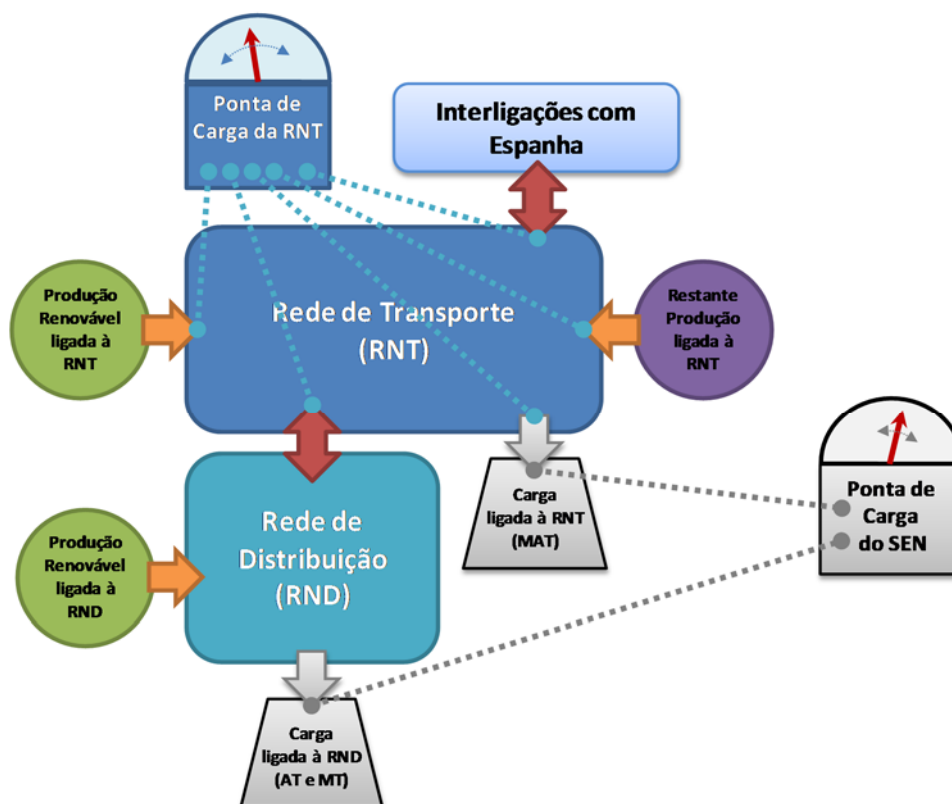 Ponta de
Carga da RNT
Interligações com
Espanha
Produção
Renovável
ligada à
RNT
Rede de Transporte
(RNT)
Restante
Produção
ligada à
RNT
Produção
Renovável
ligada à
RND
Rede de
Distribuição
(RND)
Carga
ligada à RNT
(MAT)
Ponta de
Carga
do SEN
Carga
ligada à RND
(AT e MT)